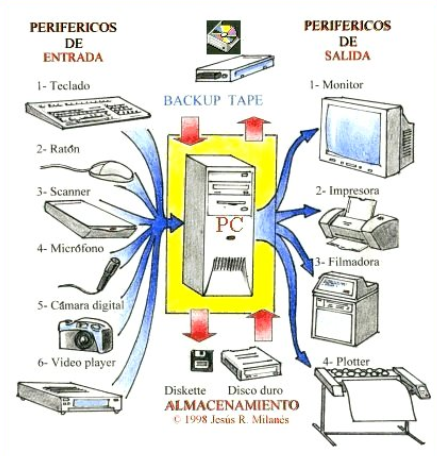 PERIFERICOS
DE
ENTRADA
1- Teclado
2- Ratón
3- Scanner
4- Micrófono
5- Cámara digital
6- Video player
BACKUP TAPE
PC
Diskette
Disco duro
ALMACENAMIENTO
© 1998 Jesús R. Milanés
PERIFERICOS
DE
SALIDA
1- Monitor
2- Impresora
3- Filmadora
4- Plotter